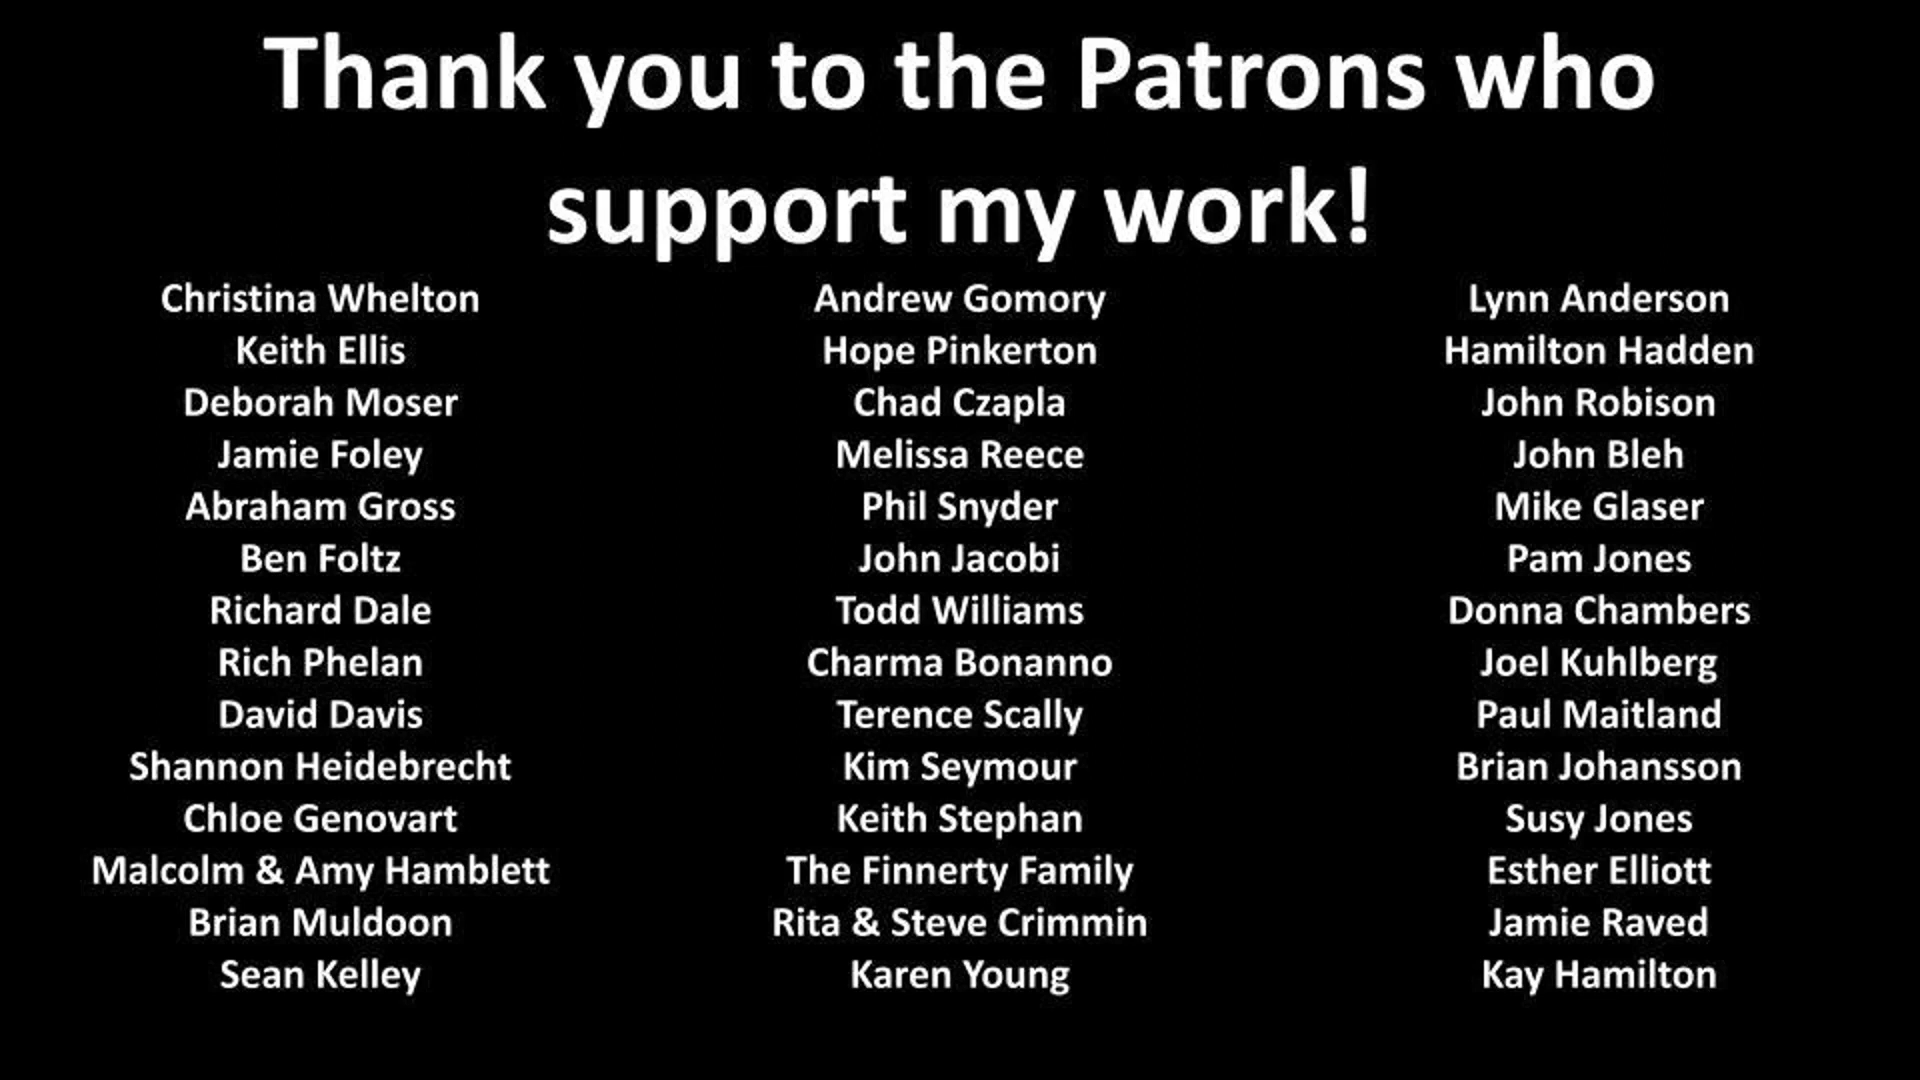 Thank you to the Patrons who
support my work!
Christina Whelton
Keith Ellis
Deborah Moser
Jamie Foley
Abraham Gross
Ben Foltz
Richard Dale
Rich Phelan
David Davis
Shannon Heidebrecht
Chloe Genovart
Malcolm & Amy Hamblett
Brian Muldoon
Sean Kelley
Andrew Gomory
Hope Pinkerton
Chad Czapla
Melissa Reece
Phil Snyder
John Jacobi
Todd Williams
Charma Bonanno
Terence Scally
Kim Seymour
Keith Stephan
The Finnerty Family
Rita & Steve Crimmin
Karen Young
Lynn Anderson
Hamilton Hadden
John Robison
John Bleh
Mike Glaser
Pam Jones
Donna Chambers
Joel Kuhlberg
Paul Maitland
Brian Johansson
Susy Jones
Esther Elliott
Jamie Raved
Kay Hamilton